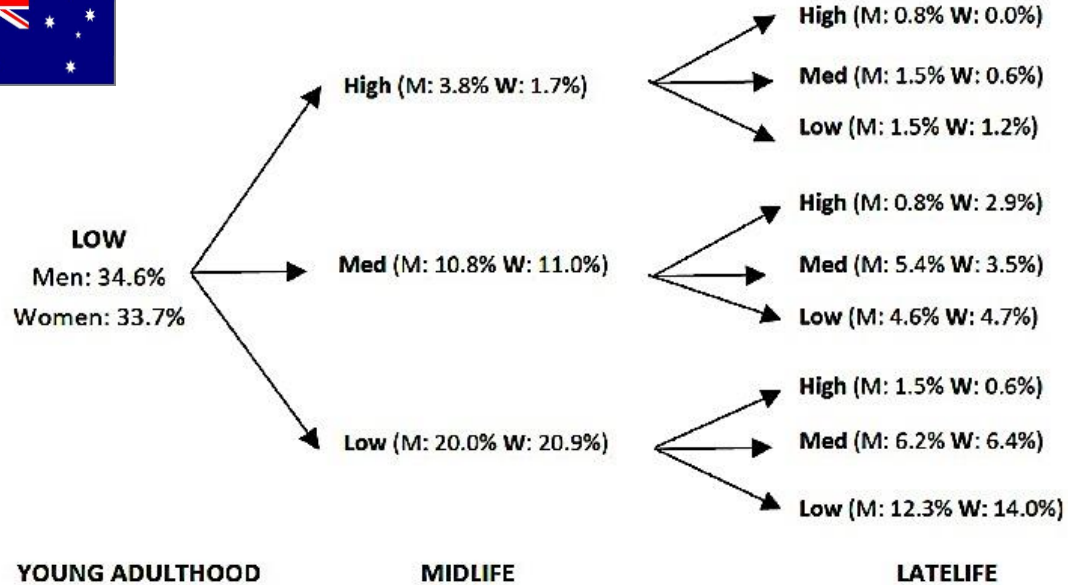 High (M: 0.8% W: 0.0%)
High (M: 3.8% W: 1.7%)
Med (M: 1.5% W: 0.6%)
Low (M: 1.5% W: 1.2%)
High (M: 0.8% W: 2.9%)
LOW
Men: 34.6%
Women: 33.7%
Med (M: 10.8% W: 11.0%)
Med (M: 5.4% W: 3.5%)
Low (M: 4.6% W: 4.7%)
High (M: 1.5% W: 0.6%)
Low (M: 20.0% W: 20.9%)
Med (M: 6.2% W: 6.4%)
Low (M: 12.3% W: 14.0%)
YOUNG ADULTHOOD
MIDLIFE
LATELIFE